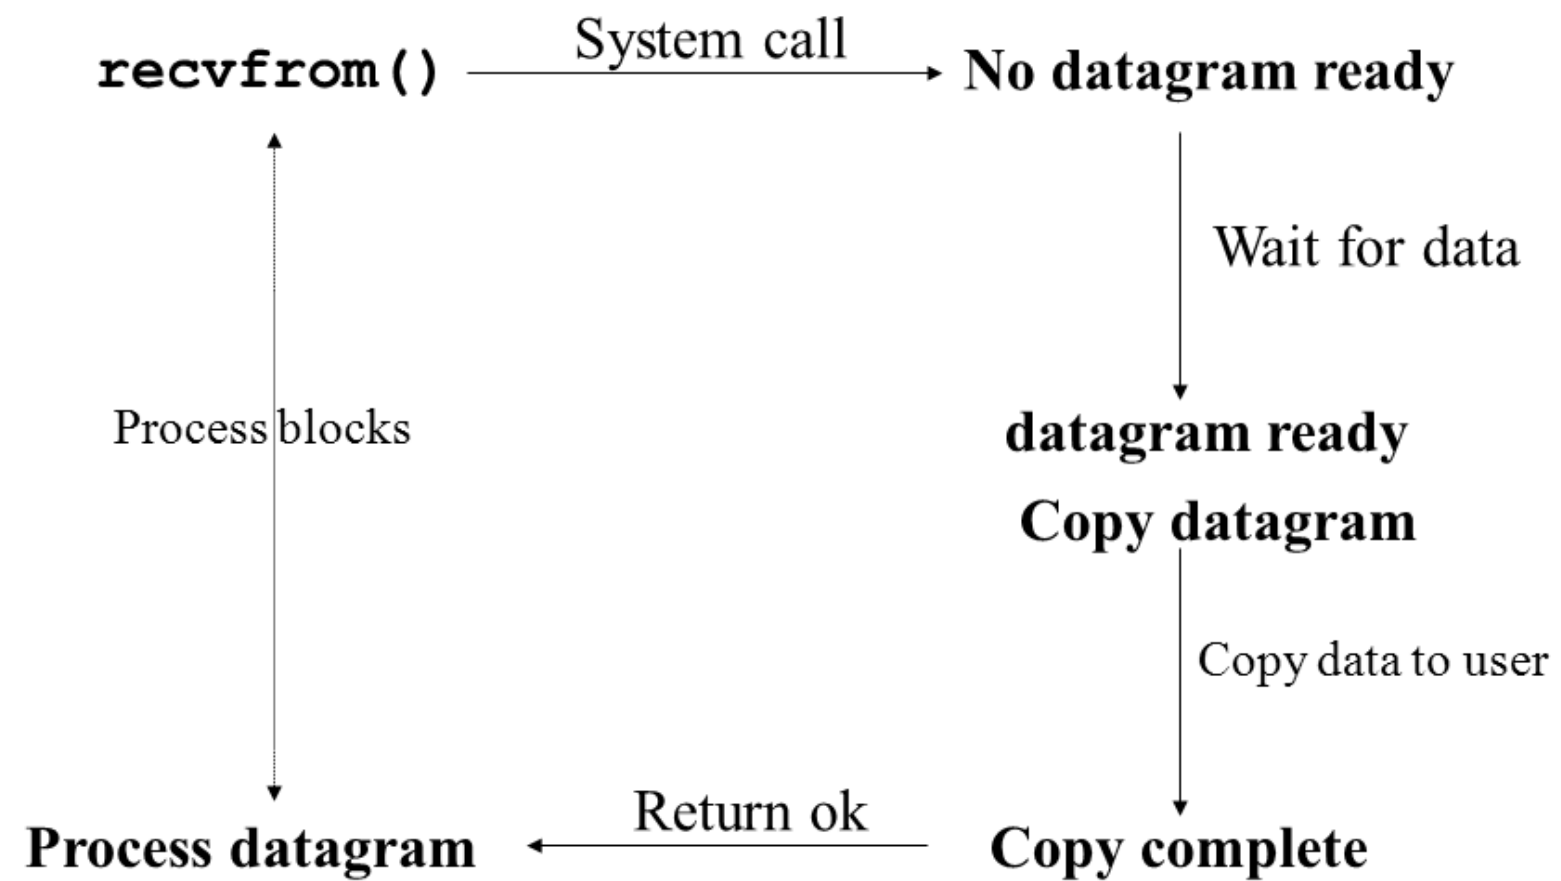 recvfrom()
System call
No datagram ready
Wait for data
Process blocks
datagram ready
Copy datagram
Copy data to user
Return ok
Process datagram
Copy complete